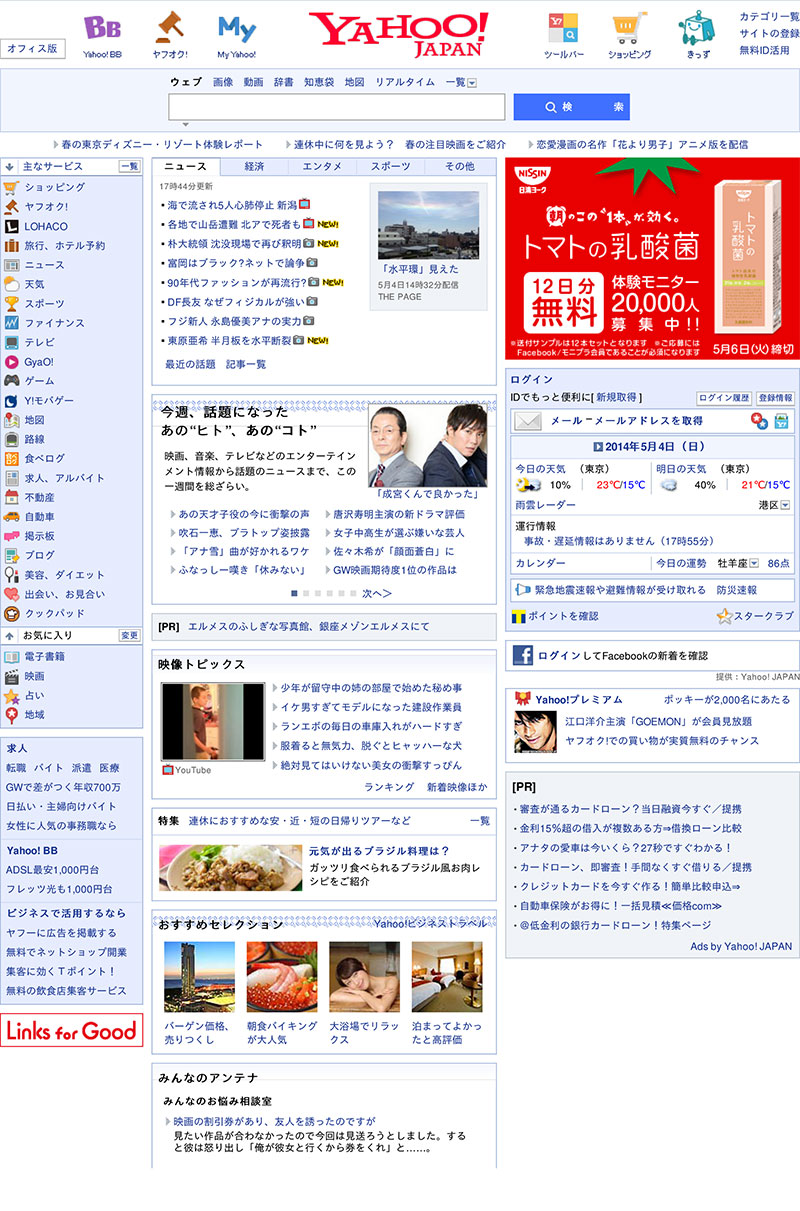 オフィス版
BB
Yahoo! BB
ヤフオク!
My
My Yahoo!
YAHOO!
JAPAN
ツールバー
ショッピング
きっず
カテゴリ一覧
サイトの登録
無料ID活用
ウェブ 画像 動画 辞書 知恵袋 地図 リアルタイム 一覧
検 索
春の東京ディズニー・リゾート体験レポート
連休中に何を見よう? 春の注目映画をご紹介
恋愛漫画の名作「花より男子」アニメ版を配信
主なサービス 一覧
ショッピング
ヤフオク!
LOHACO
旅行、ホテル予約
ニュース
天気
スポーツ
ファイナンス
テレビ
GyaO!
ゲーム
Y!モバゲー
地図
路線
食べログ
求人、アルバイト
不動産
自動車
掲示板
ブログ
美容、ダイエット
出会い、お見合い
クックパッド
お気に入り 変更
電子書籍
映画
占い
地域
求人
転職 バイト 派遣 医療
GWで差がつく年収700万
日払い・主婦向けバイト
女性に人気の事務職なら
Yahoo! BB
ADSL最安1,000円台
フレッツ光も1,000円台
ビジネスで活用するなら
ヤフーに広告を掲載する
無料でネットショップ開業
集客に効くTポイント!
無料の飲食店集客サービス
Links for Good
ニュース 経済 エンタメ スポーツ その他
17時44分更新
・海で流され5人心肺停止 新潟
・各地で山岳遭難 北アで死者も NEW!
・朴大統領 沈没現場で再び釈明 NEW!
・富岡はブラック?ネットで論争
・90年代ファッションが再流行? NEW!
・DF長友 なぜフィジカルが強い
・フジ新人 永島優美アナの実力
・東原亜希 半月板を水平断裂 NEW!
最近の話題 記事一覧
「水平環」見えた
5月4日14時32分配信
THE PAGE
今週、話題になった
あの“ヒト”、あの“コト”
映画、音楽、テレビなどのエンターテイン
メント情報から話題のニュースまで、この
一週間を総ざらい。
「成宮くんで良かった」
あの天才子役の今に衝撃の声
唐沢寿明主演の新ドラマ評価
吹石一恵、ブラトップ姿披露
女子中高生が選ぶ嫌いな芸人
「アナ雪」曲が好かれるワケ
佐々木希が「顔面蒼白」に
ふなっしー嘆き「休みない」
GW映画期待度1位の作品は
次へ＞
[PR] エルメスのふしぎな写真館、銀座メゾンエルメスにて
映像トピックス
少年が留守中の姉の部屋で始めた秘め事
イケ男すぎてモデルになった建設作業員
ランエボの毎日の車庫入れがハードすぎ
服着ると無気力、脱ぐとヒャッハーな犬
絶対見てはいけない美女の衝撃すっぴん
YouTube
ランキング 新着映像ほか
特集 連休におすすめな安・近・短の日帰りツアーなど 一覧
元気が出るブラジル料理は?
ガッツリ食べられるブラジル風お肉レ
シピをご紹介
おすすめセレクション Yahoo!ビジネストラベル
バーゲン価格、
売りつくし
朝食バイキング
が大人気
大浴場でリラッ
クス
泊まってよかっ
たと高評価
みんなのアンテナ
みんなのお悩み相談室
映画の割引券があり、友人を誘ったのですが
見たい作品が合わなかったので今回は見送ろうとしました。する
と彼は怒り出し「俺が彼女と行くから券をくれ」と……。
NISSIN
日清ヨーク
朝のこの“1本”が効く。
トマトの乳酸菌
12日分
無料
体験モニター
20,000人
募集中!!
*送付サンプルは12本セットとなります *ご応募には
Facebook/モニプラ会員であることが必須になります
5月6日(火)締切
トマトの
乳酸菌
ログイン
IDでもっと便利に[ 新規取得 ] ログイン履歴 登録情報
メール－メールアドレスを取得
2014年5月4日（日）
今日の天気 （東京）
10% 23℃/15℃
明日の天気 （東京）
40% 21℃/15℃
雨雲レーダー 港区
運行情報
事故・遅延情報はありません（17時55分）
カレンダー 今日の運勢 牡羊座 86点
緊急地震速報や避難情報が受け取れる 防災速報
ポイントを確認 スタークラブ
ログインしてFacebookの新着を確認
提供：Yahoo! JAPAN
Yahoo!プレミアム ポッキーが2,000名にあたる
江口洋介主演「GOEMON」が会員見放題
ヤフオク!での買い物が実質無料のチャンス
[PR]
・審査が通るカードローン？当日融資今すぐ／提携
・金利15%超の借入が複数ある方⇒借換ローン比較
・アナタの愛車は今いくら？27秒ですぐわかる！
・カードローン、即審査！手間なくすぐ借りる／提携
・クレジットカードを今すぐ作る！簡単比較申込⇒
・自動車保険がお得に！一括見積≪価格com≫
・＠低金利の銀行カードローン！特集ページ
Ads by Yahoo! JAPAN